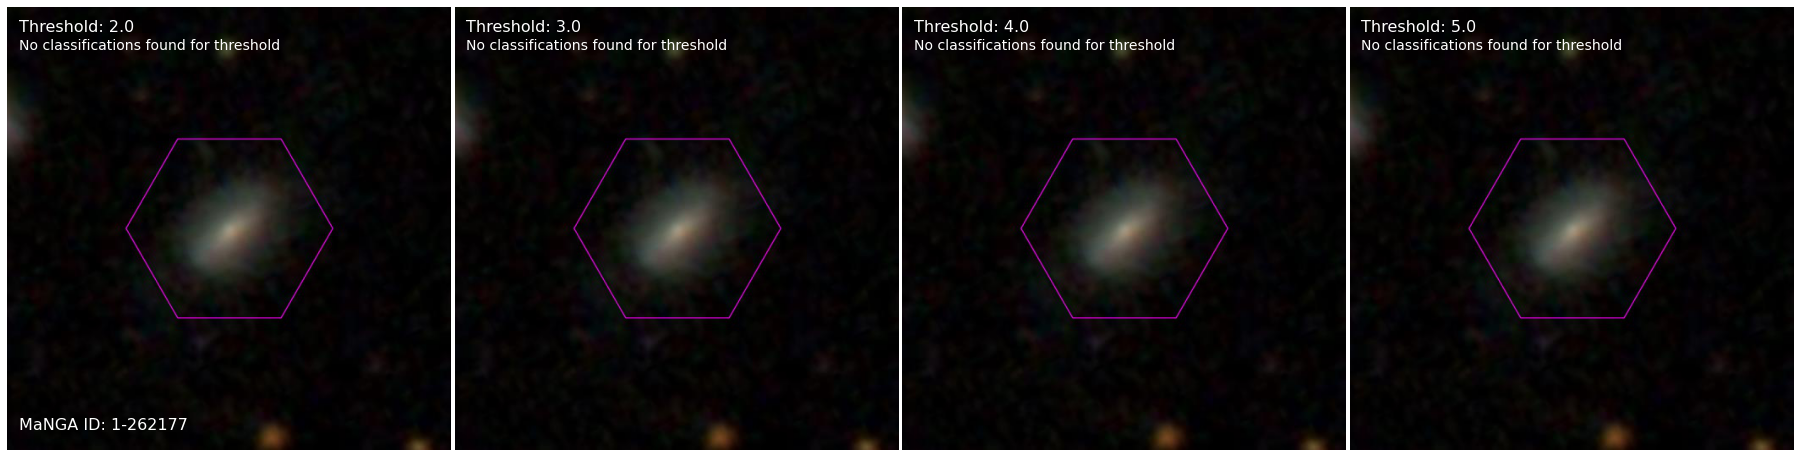 Threshold: 2.0
No classifications found for threshold
MaNGA ID: 1-262177
Threshold: 3.0
No classifications found for threshold
Threshold: 4.0
No classifications found for threshold
Threshold: 5.0
No classifications found for threshold